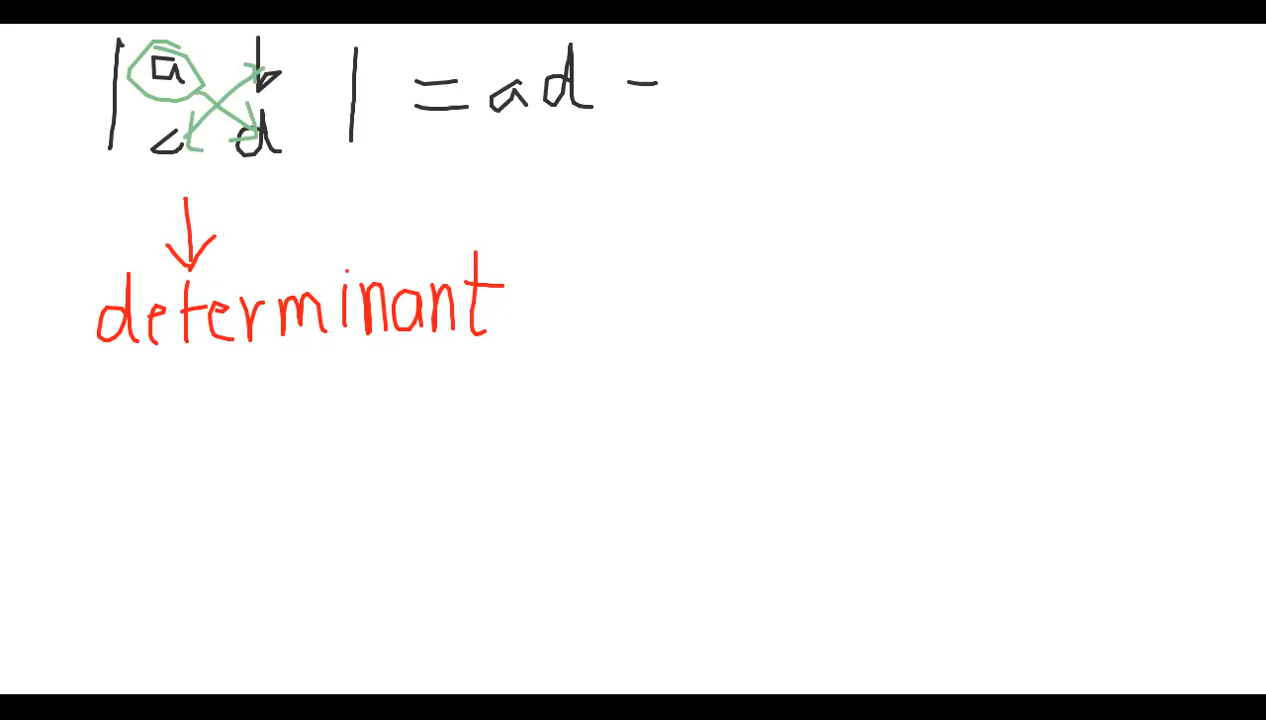 | a b | = ad -
c d
determinant